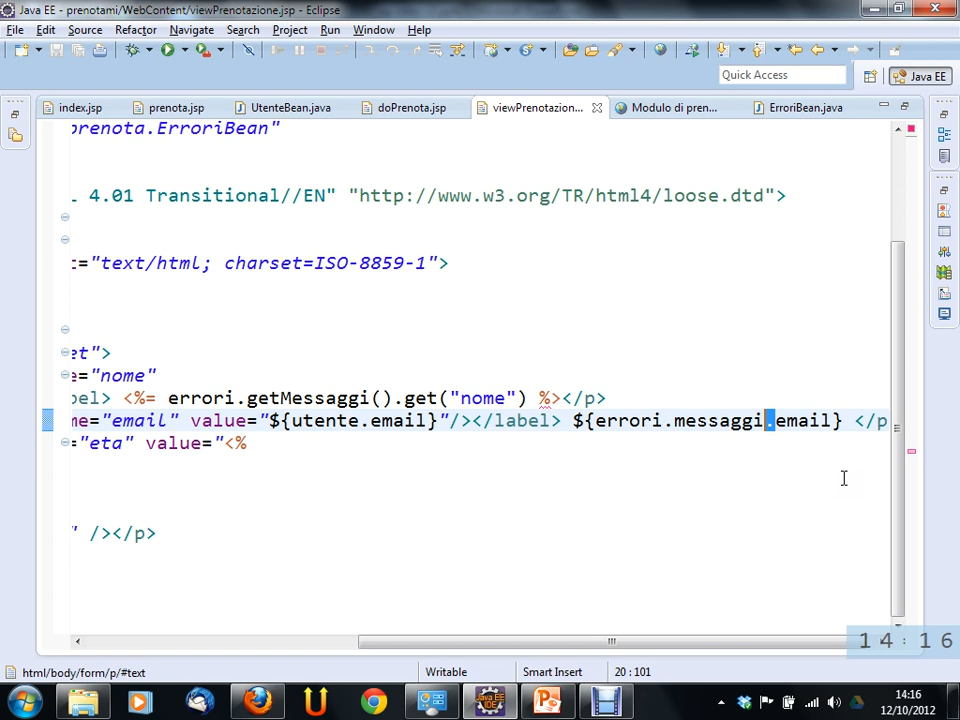 Java EE - prenotami/WebContent/viewPrenotazione.jsp - Eclipse
File Edit Source Refactor Navigate Search Project Run Window Help
Quick Access
Java EE
index.jsp prenota.jsp UtenteBean.java doPrenota.jsp viewPrenotazion... Modulo di pren... ErroriBean.java
prenota.ErroriBean"
4.01 Transitional//EN" "http://www.w3.org/TR/html4/loose.dtd">
="text/html; charset=ISO-8859-1">
et">
e="nome"
bel> <%= errori.getMessaggi().get("nome") %></p>
me="email" value="${utente.email}"/></label> ${errori.messaggi.email} </p
="eta" value="<%
" /></p>
14:16
html/body/form/p/#text Writable Smart Insert 20 : 101
14:16
12/10/2012